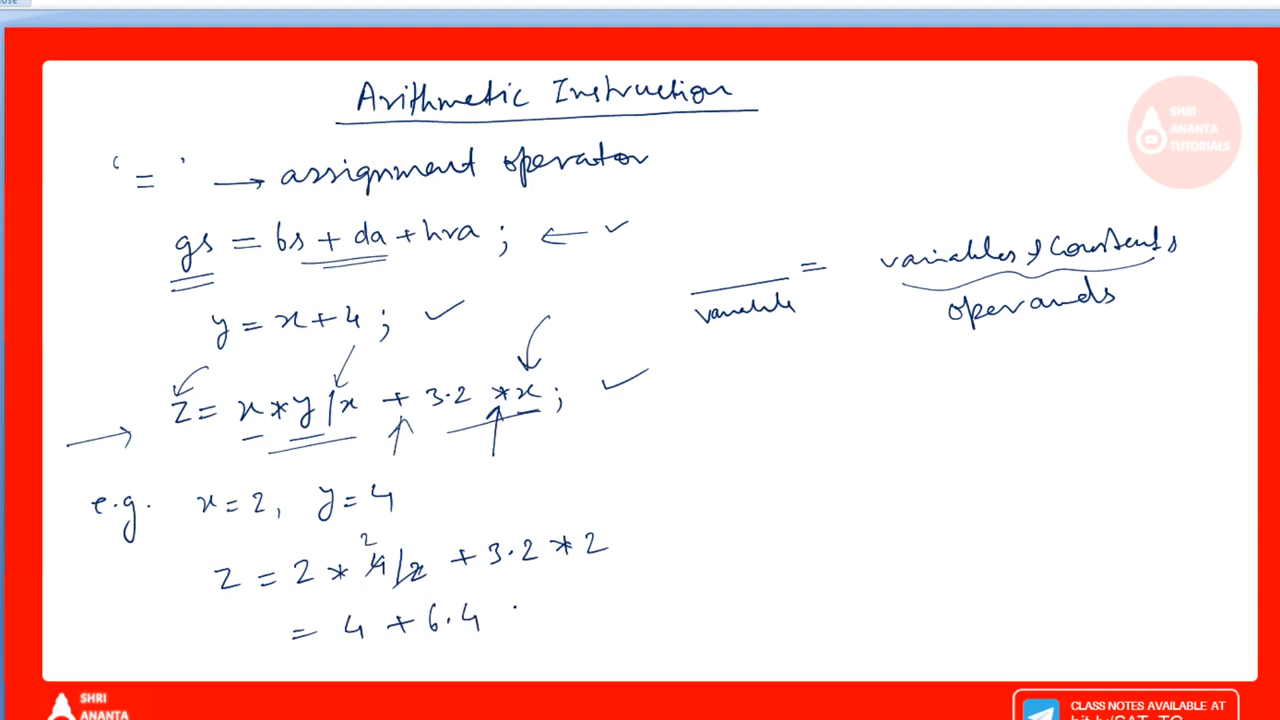 Arithmetic Instruction
' = ' → assignment operator
gs = bs + da + hra ; ← ✓
variable = variables & Constants
operands
y = x + 4 ; ✓
Z = x * y / x + 3.2 * x ; ✓
e.g. x = 2, y = 4
2
Z = 2 * 4/2 + 3.2 * 2
= 4 + 6.4
SHRI
ANANTA
TUTORIALS
SHRI
ANANTA
CLASS NOTES AVAILABLE AT